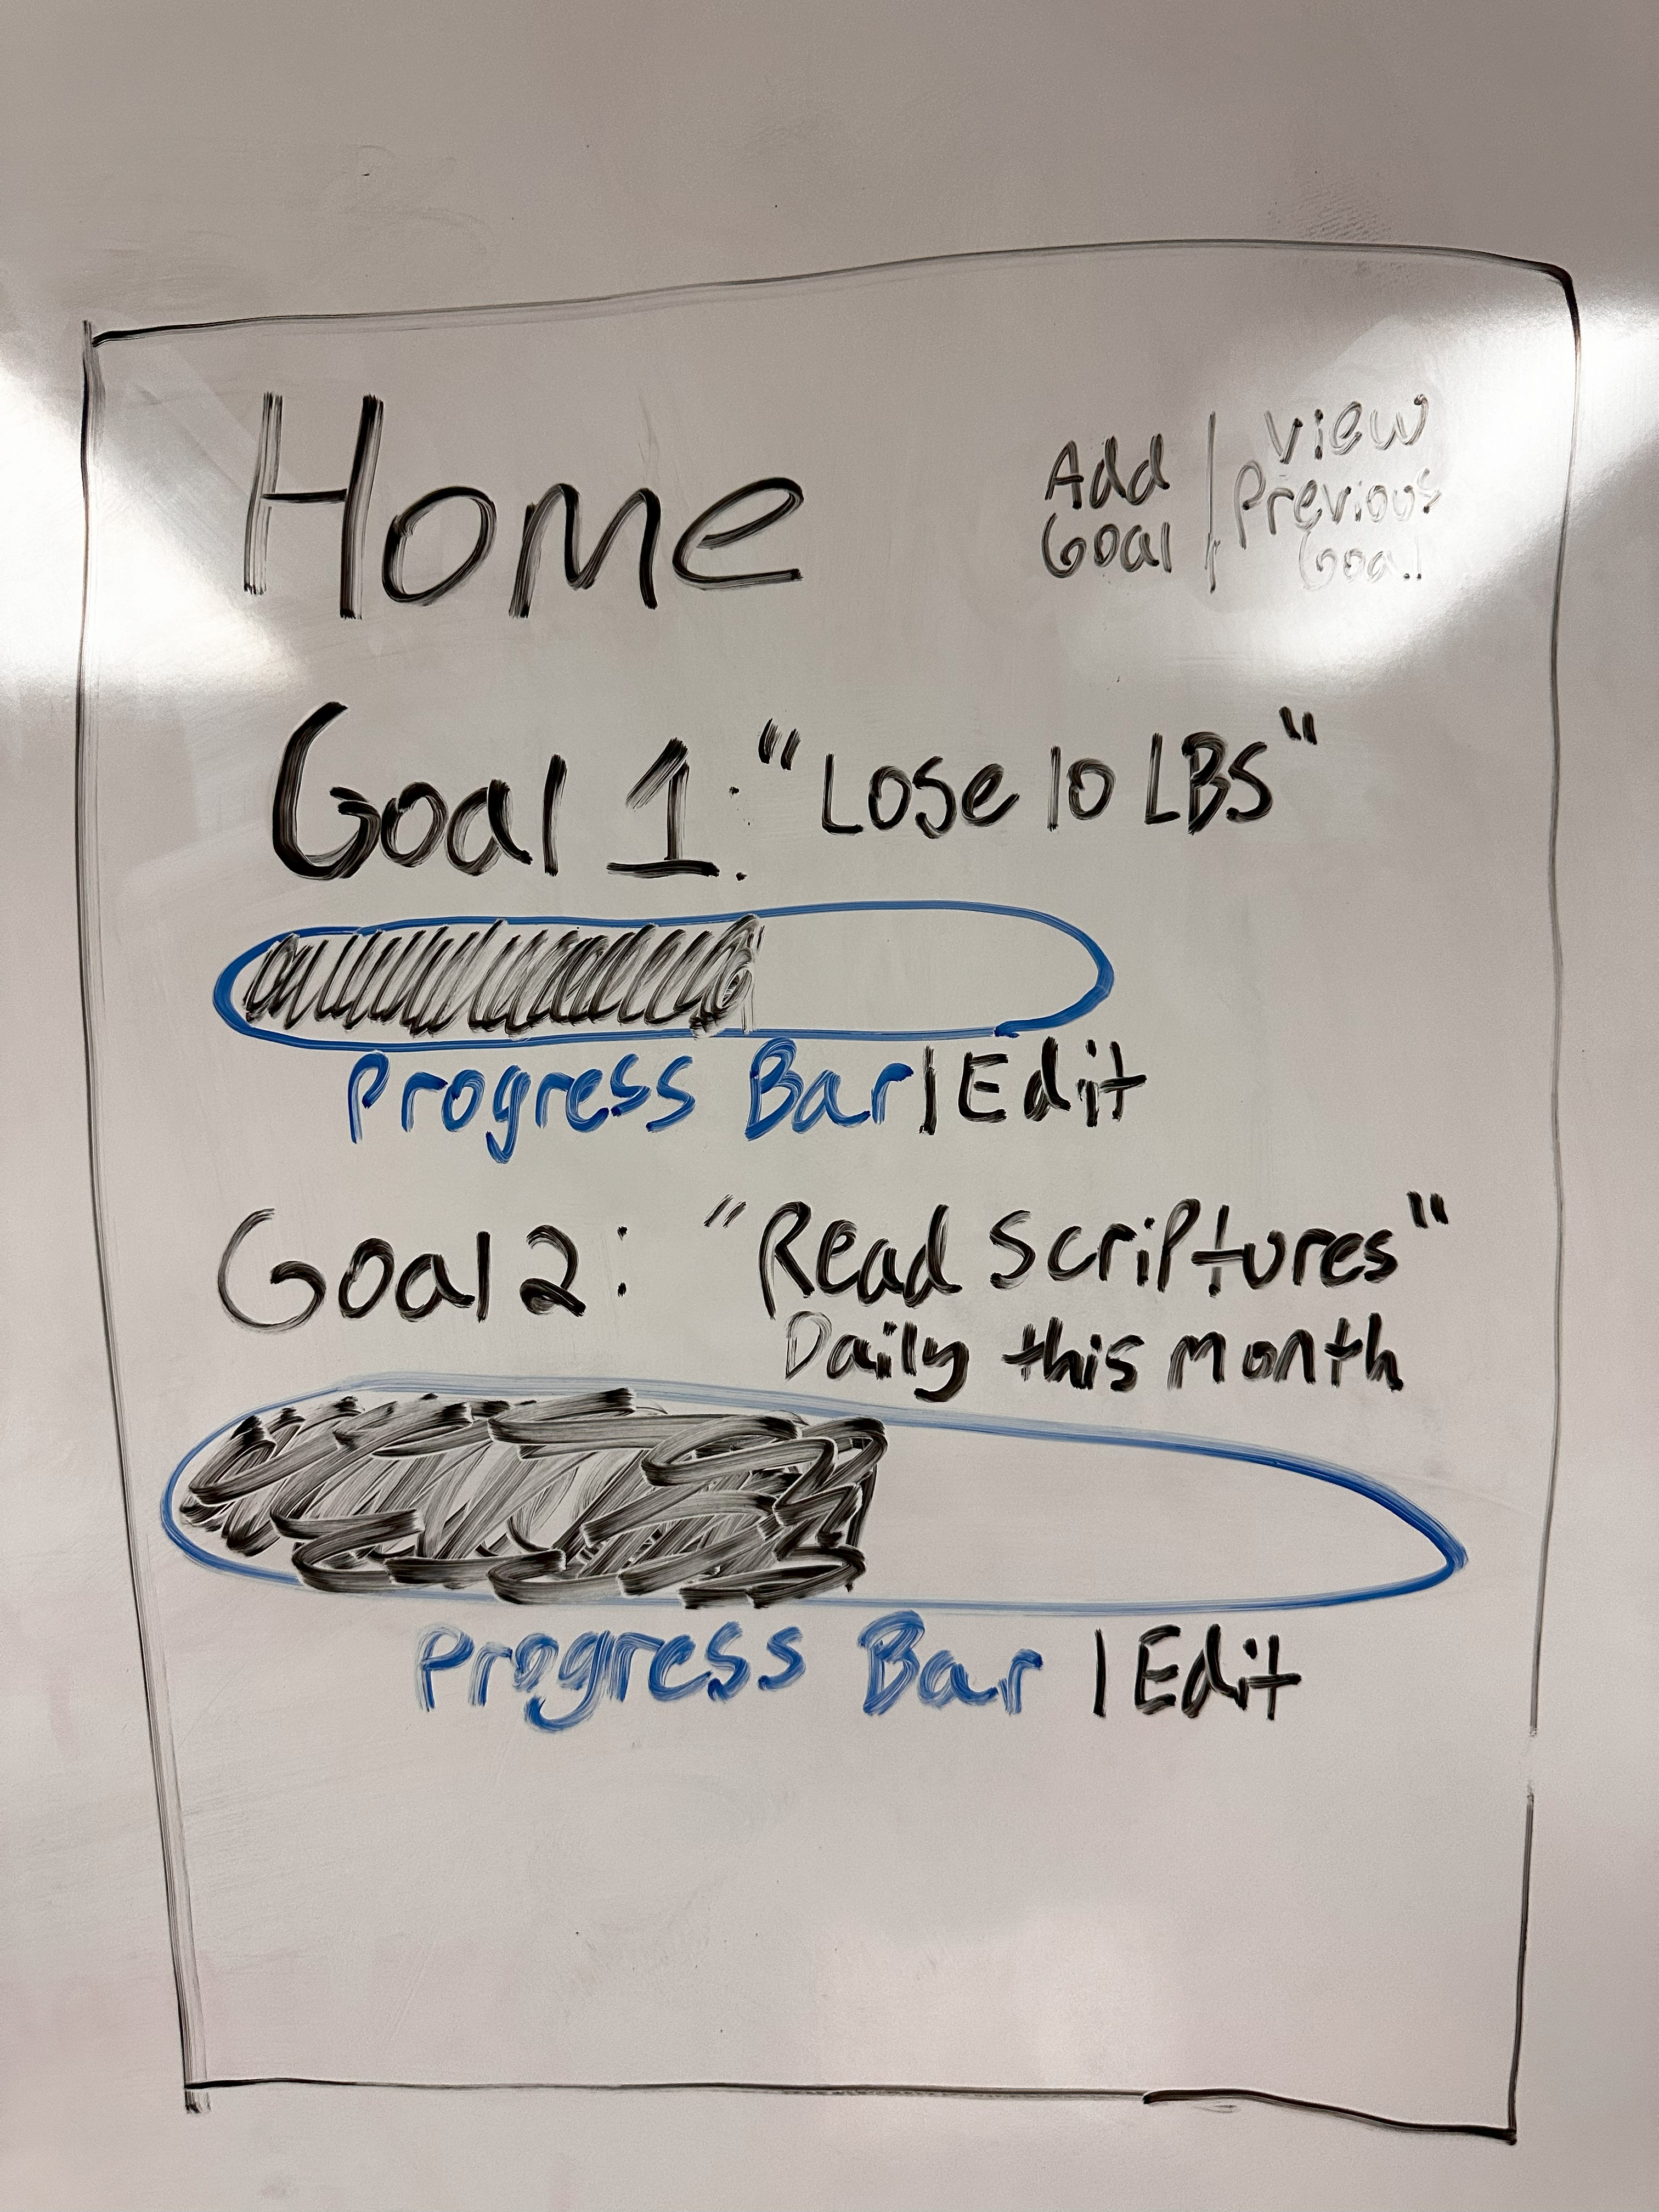 Home
Add
Goal
|
View
Previous
Goal
Goal 1: "Lose 10 LBS"
Progress Bar | Edit
Goal 2: "Read Scriptures"
Daily this month
Progress Bar | Edit